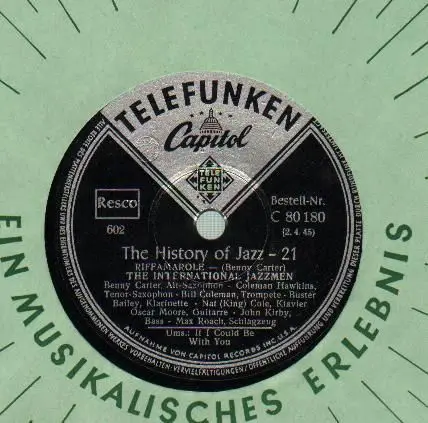 TELEFUNKEN
Capitol
TELE
FUN
KEN
Resco
602
Bestell-Nr.
C 80 180
(2. 4. 45)
The History of Jazz - 21
RIFFAMAROLE — (Benny Carter)
THE INTERNATIONAL JAZZMEN
Benny Carter, Alt-Saxophon - Coleman Hawkins,
Tenor-Saxophon - Bill Coleman, Trompete - Buster
Bailey, Klarinette - Nat (King) Cole, Klavier
Oscar Moore, Guitarre - John Kirby,
Bass - Max Roach, Schlagzeug
Ums.: If I Could Be
With You
AUFNAHME VON CAPITOL RECORDS INC. U.S.A.
EIN MUSIKALISCHES ERLEBNIS